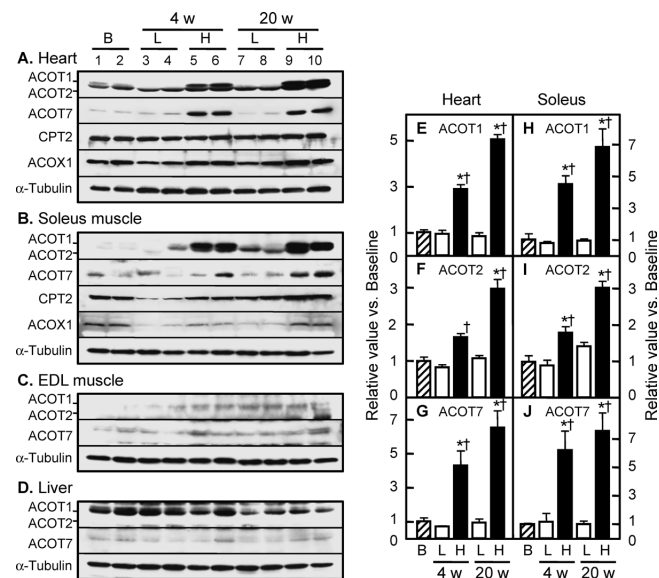 4 w 20 w
B L H L H
1 2 3 4 5 6 7 8 9 10
A. Heart
ACOT1
ACOT2
ACOT7
CPT2
ACOX1
α-Tubulin
B. Soleus muscle
ACOT1
ACOT2
ACOT7
CPT2
ACOX1
α-Tubulin
C. EDL muscle
ACOT1
ACOT2
ACOT7
α-Tubulin
D. Liver
ACOT1
ACOT2
ACOT7
α-Tubulin
Heart Soleus
Relative value vs. Baseline
E ACOT1 *† *†
5
3
1
0
H ACOT1 *† *†
7
5
3
1
0
F ACOT2 † *†
3
2
1
0
I ACOT2 *† *†
3
2
1
0
G ACOT7 *† *†
7
5
3
1
0
J ACOT7 *† *†
7
5
3
1
0
Relative value vs. Baseline
B L H L H B L H L H
4 w 20 w 4 w 20 w